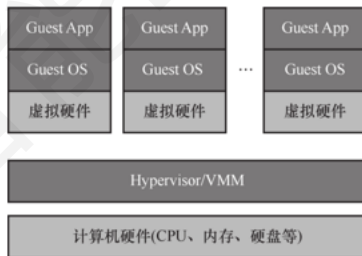 Guest App Guest App Guest App
Guest OS Guest OS ... Guest OS
虚拟硬件 虚拟硬件 虚拟硬件
Hypervisor/VMM
计算机硬件(CPU、内存、硬盘等)